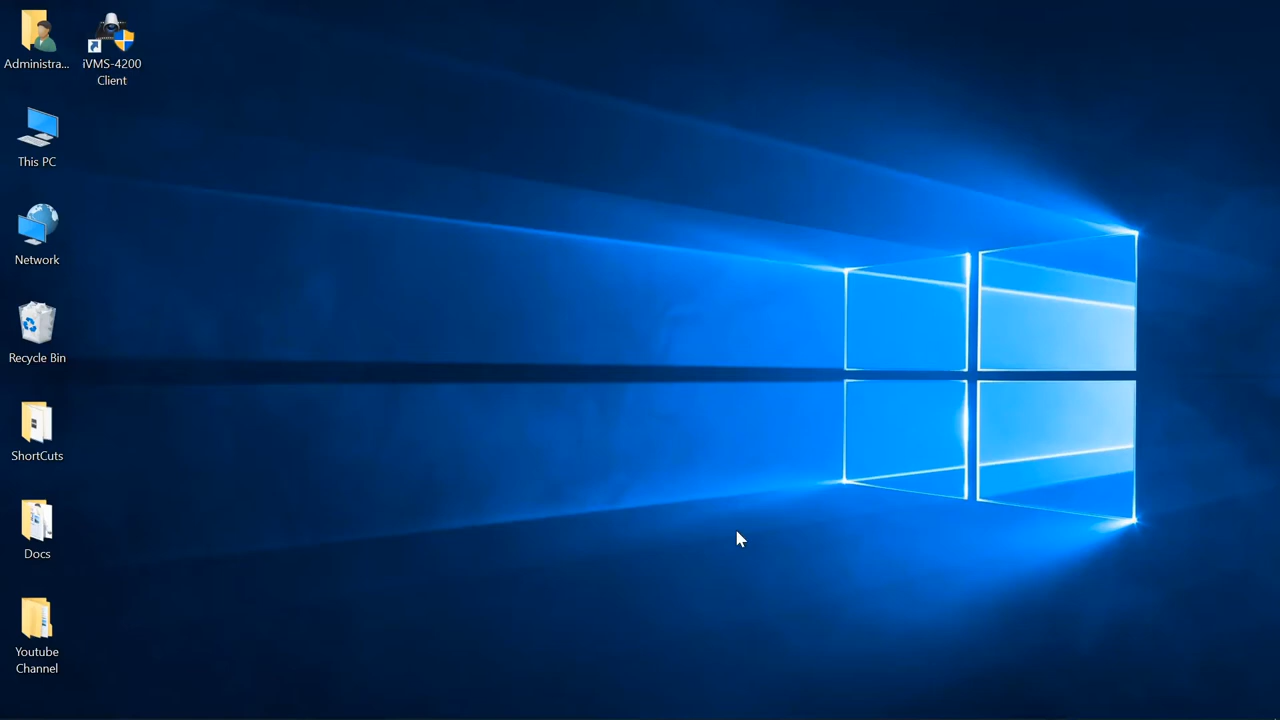 Administra...
iVMS-4200
Client
This PC
Network
Recycle Bin
ShortCuts
Docs
Youtube
Channel